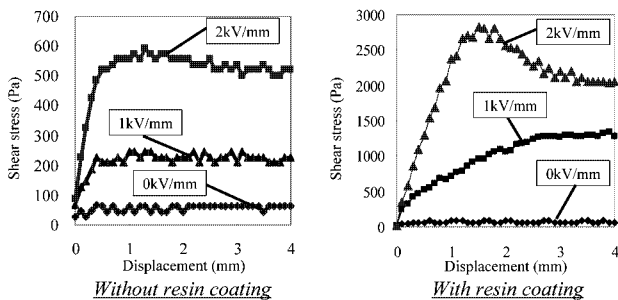 700
600
500
400
300
200
100
0
Shear stress (Pa)
2kV/mm
1kV/mm
0kV/mm
0 1 2 3 4
Displacement (mm)
Without resin coating
3000
2500
2000
1500
1000
500
0
Shear stress (Pa)
2kV/mm
1kV/mm
0kV/mm
0 1 2 3 4
Displacement (mm)
With resin coating